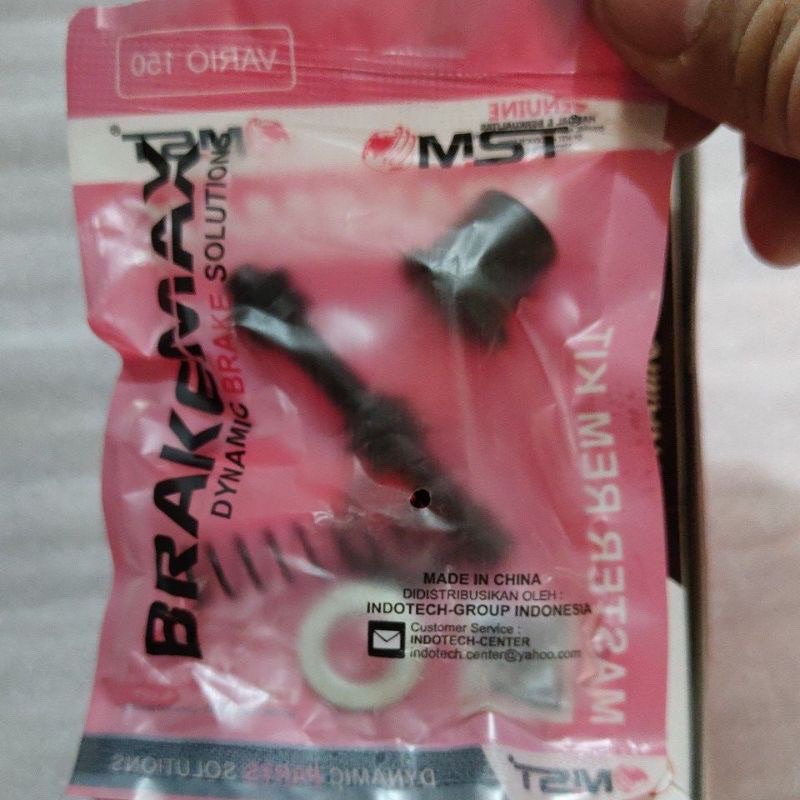 VARIO 150
MST
MST
GENUINE
BRAKEMAX
DYNAMIC BRAKE SOLUTIONS
MASTER REM KIT
MADE IN CHINA
DIDISTRIBUSIKAN OLEH :
INDOTECH-GROUP INDONESIA
Customer Service :
INDOTECH-CENTER
indotech.center@yahoo.com
DYNAMIC PARTS SOLUTIONS
MST